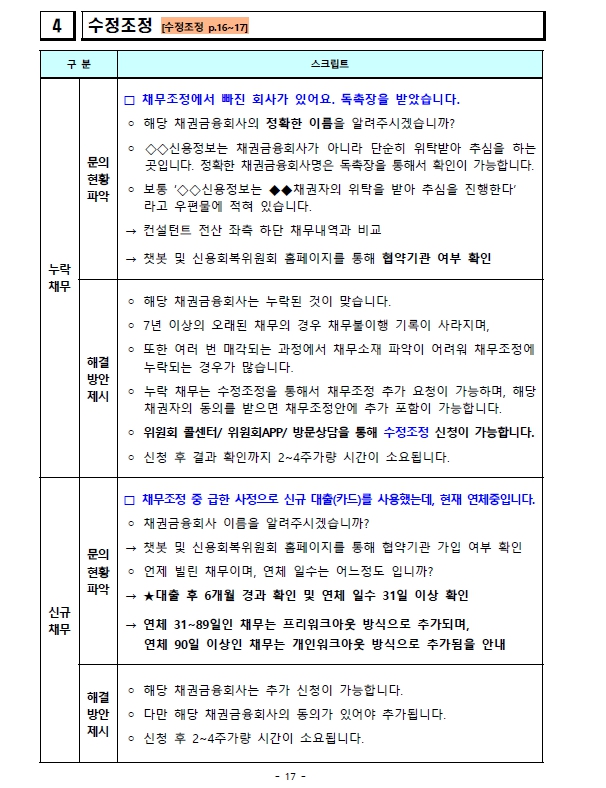 4 수정조정 [수정조정 p.16~17]
구 분 스크립트
누락
채무
문의
현황
파악
□ 채무조정에서 빠진 회사가 있어요. 독촉장을 받았습니다.
○ 해당 채권금융회사의 정확한 이름을 알려주시겠습니까?
○ ◇◇신용정보는 채권금융회사가 아니라 단순히 위탁받아 추심을 하는
곳입니다. 정확한 채권금융회사명은 독촉장을 통해서 확인이 가능합니다.
○ 보통 ‘◇◇신용정보는 ◆◆채권자의 위탁을 받아 추심을 진행한다’
라고 우편물에 적혀 있습니다.
→ 컨설턴트 전산 좌측 하단 채무내역과 비교
→ 챗봇 및 신용회복위원회 홈페이지를 통해 협약기관 여부 확인
해결
방안
제시
○ 해당 채권금융회사는 누락된 것이 맞습니다.
○ 7년 이상의 오래된 채무의 경우 채무불이행 기록이 사라지며,
○ 또한 여러 번 매각되는 과정에서 채무소재 파악이 어려워 채무조정에
누락되는 경우가 많습니다.
○ 누락 채무는 수정조정을 통해서 채무조정 추가 요청이 가능하며, 해당
채권자의 동의를 받으면 채무조정안에 추가 포함이 가능합니다.
○ 위원회 콜센터/ 위원회APP/ 방문상담을 통해 수정조정 신청이 가능합니다.
○ 신청 후 결과 확인까지 2~4주가량 시간이 소요됩니다.
신규
채무
문의
현황
파악
□ 채무조정 중 급한 사정으로 신규 대출(카드)를 사용했는데, 현재 연체중입니다.
○ 채권금융회사 이름을 알려주시겠습니까?
→ 챗봇 및 신용회복위원회 홈페이지를 통해 협약기관 가입 여부 확인
○ 언제 빌린 채무이며, 연체 일수는 어느정도 입니까?
→ ★대출 후 6개월 경과 확인 및 연체 일수 31일 이상 확인
→ 연체 31~89일인 채무는 프리워크아웃 방식으로 추가되며,
연체 90일 이상인 채무는 개인워크아웃 방식으로 추가됨을 안내
해결
방안
제시
○ 해당 채권금융회사는 추가 신청이 가능합니다.
○ 다만 해당 채권금융회사의 동의가 있어야 추가됩니다.
○ 신청 후 2~4주가량 시간이 소요됩니다.
- 17 -